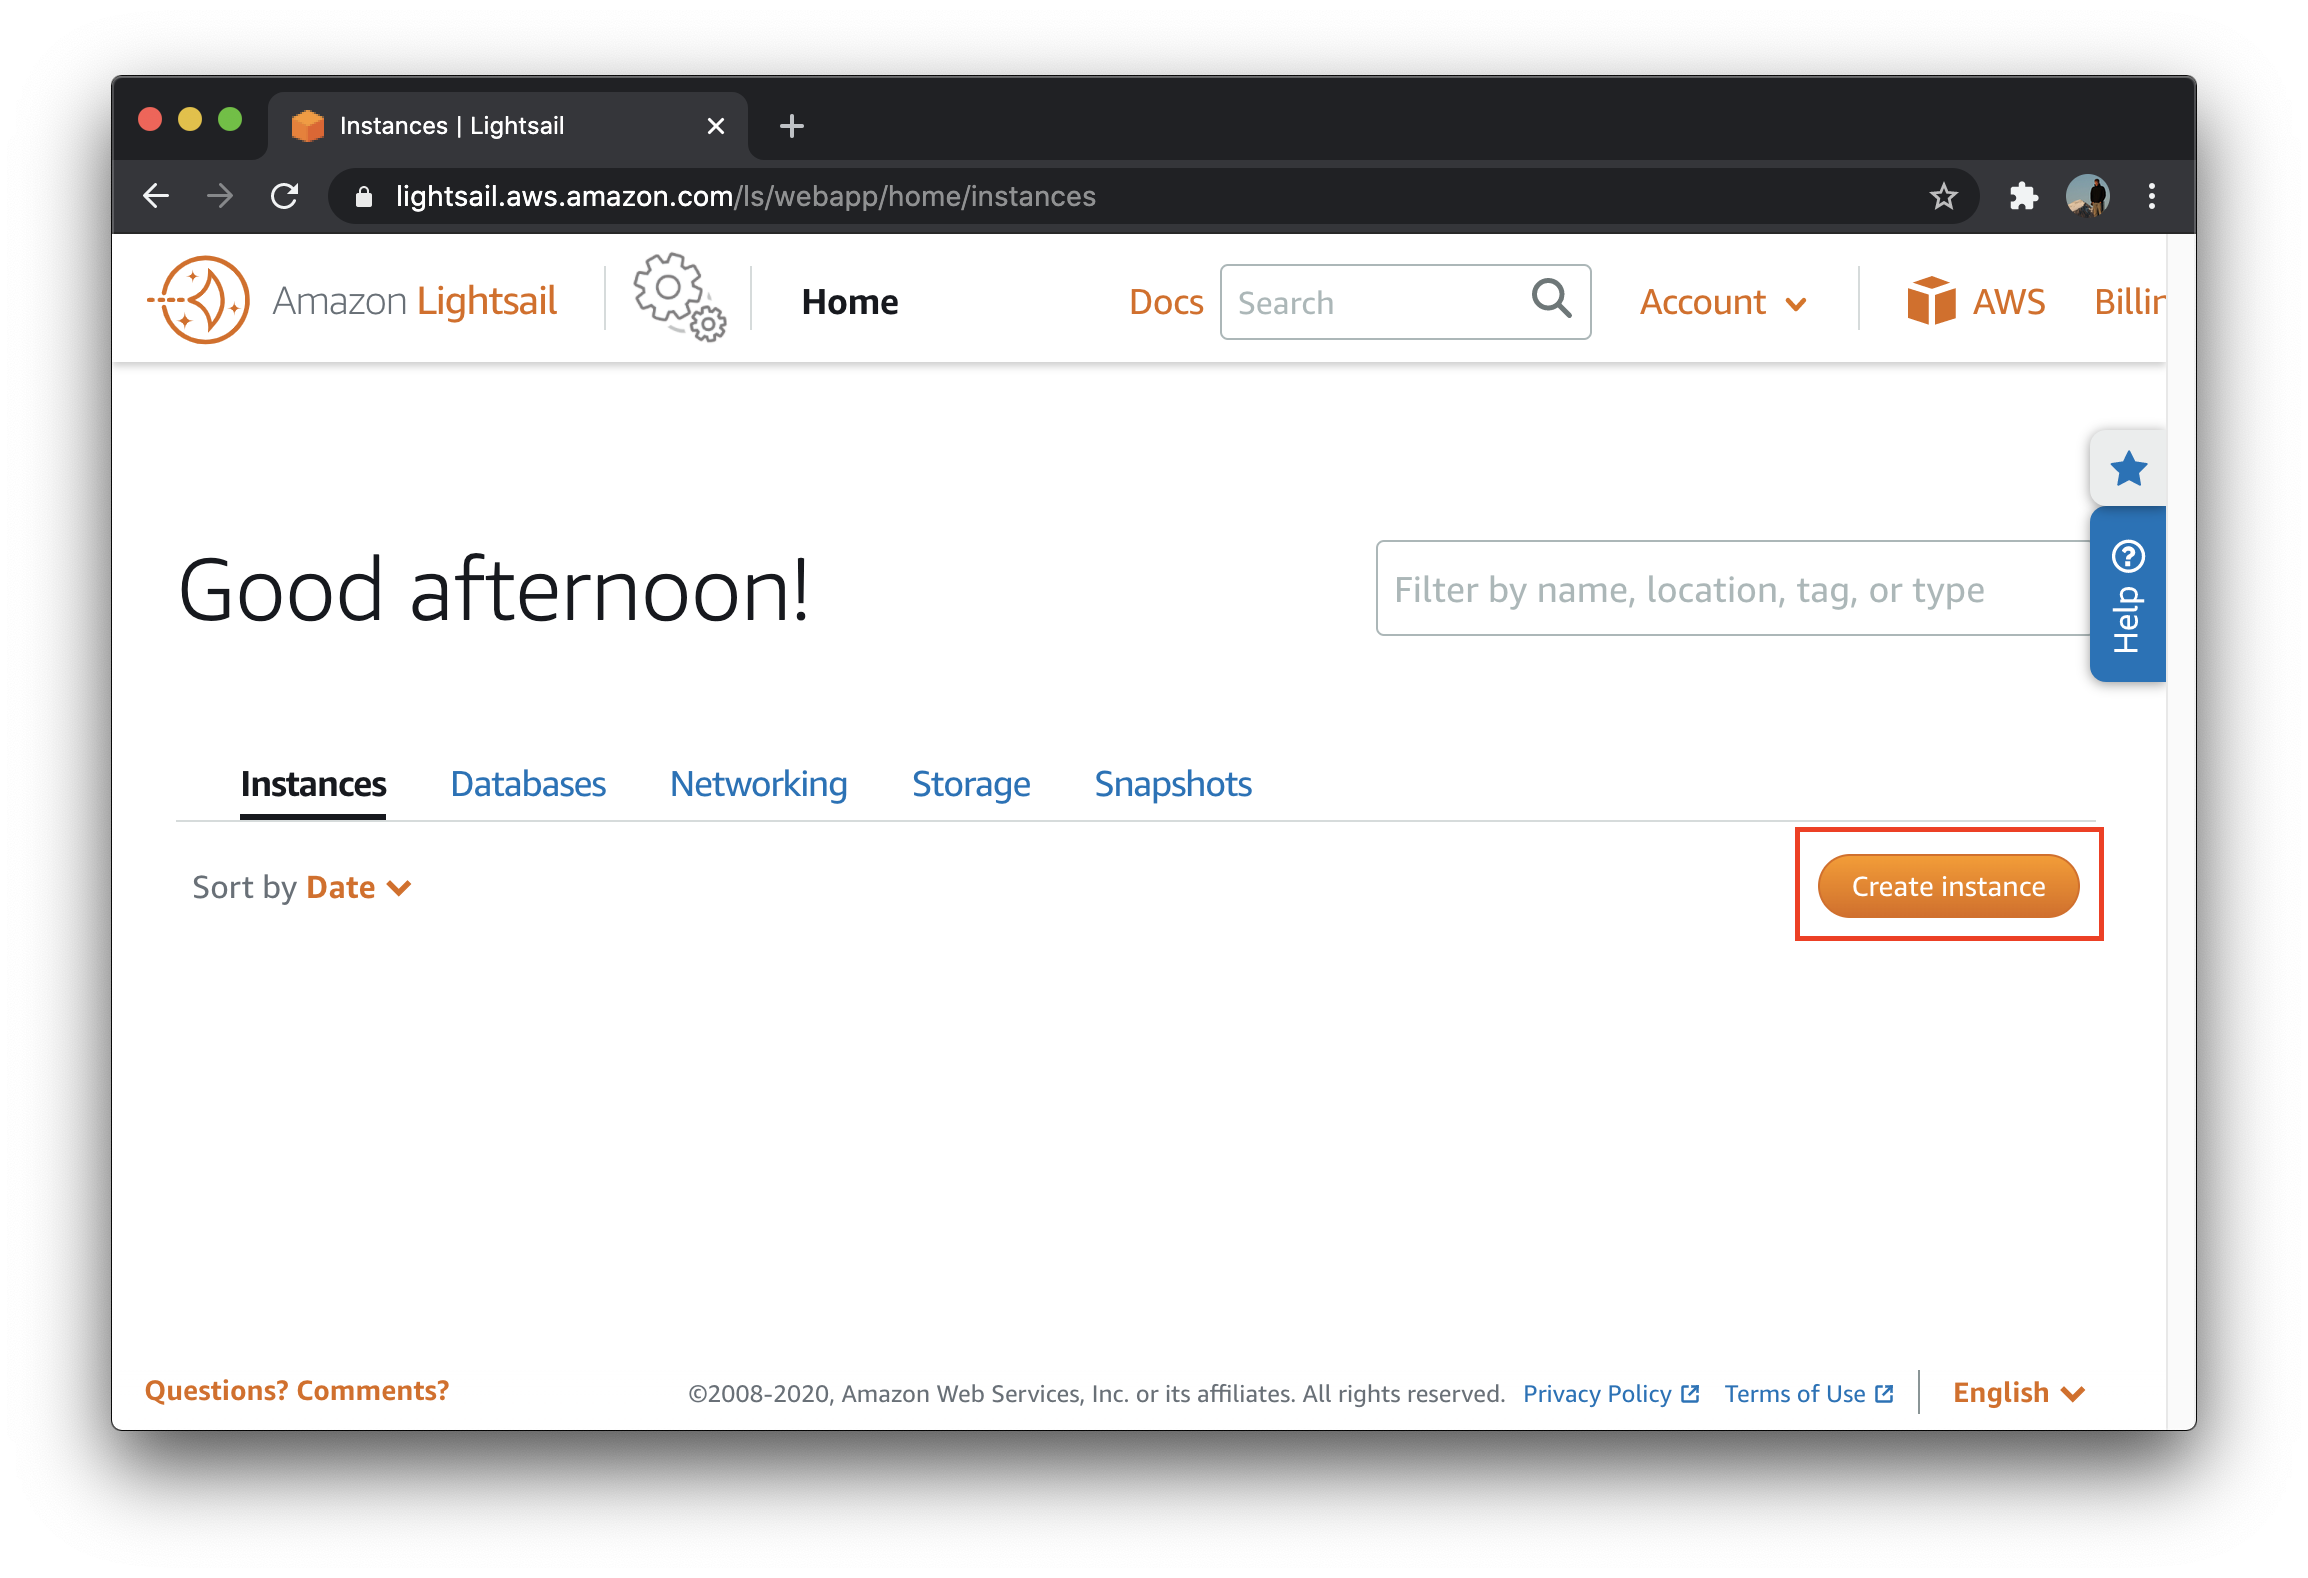 Instances | Lightsail
lightsail.aws.amazon.com/ls/webapp/home/instances
Amazon Lightsail Home Docs Search Account AWS Billin
Good afternoon!
Filter by name, location, tag, or type
Help
Instances Databases Networking Storage Snapshots
Sort by Date
Create instance
Questions? Comments?
©2008-2020, Amazon Web Services, Inc. or its affiliates. All rights reserved. Privacy Policy Terms of Use English